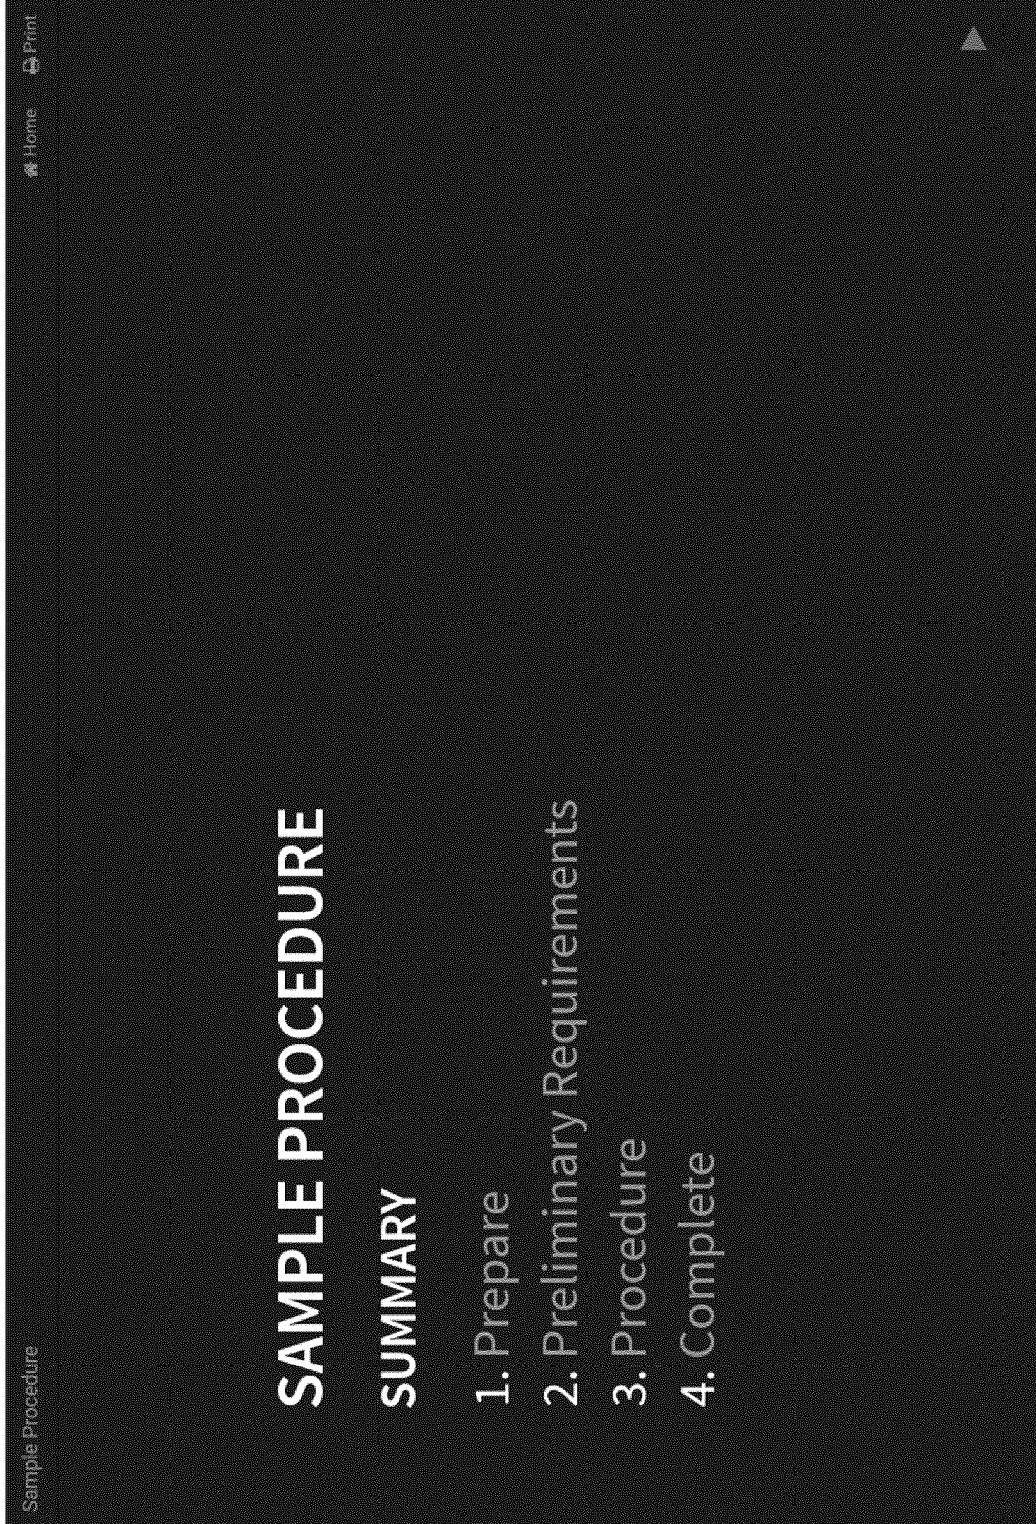 Sample Procedure
Home
Print
SAMPLE PROCEDURE
SUMMARY
1. Prepare
2. Preliminary Requirements
3. Procedure
4. Complete